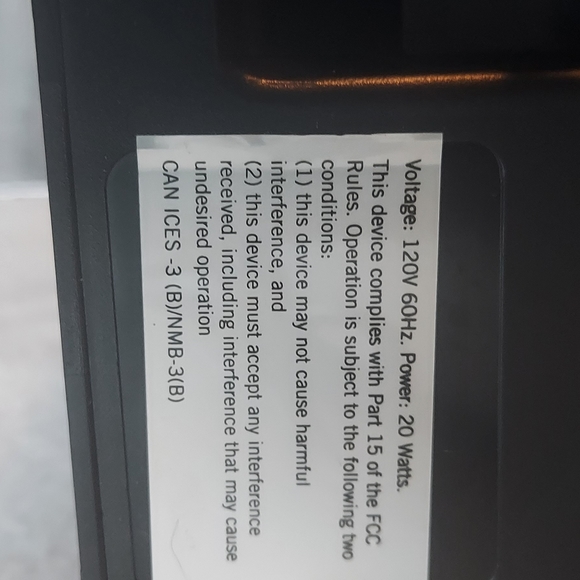 Voltage: 120V 60Hz. Power: 20 Watts.
This device complies with Part 15 of the FCC
Rules. Operation is subject to the following two
conditions:
(1) this device may not cause harmful
interference, and
(2) this device must accept any interference
received, including interference that may cause
undesired operation
CAN ICES -3 (B)/NMB-3(B)